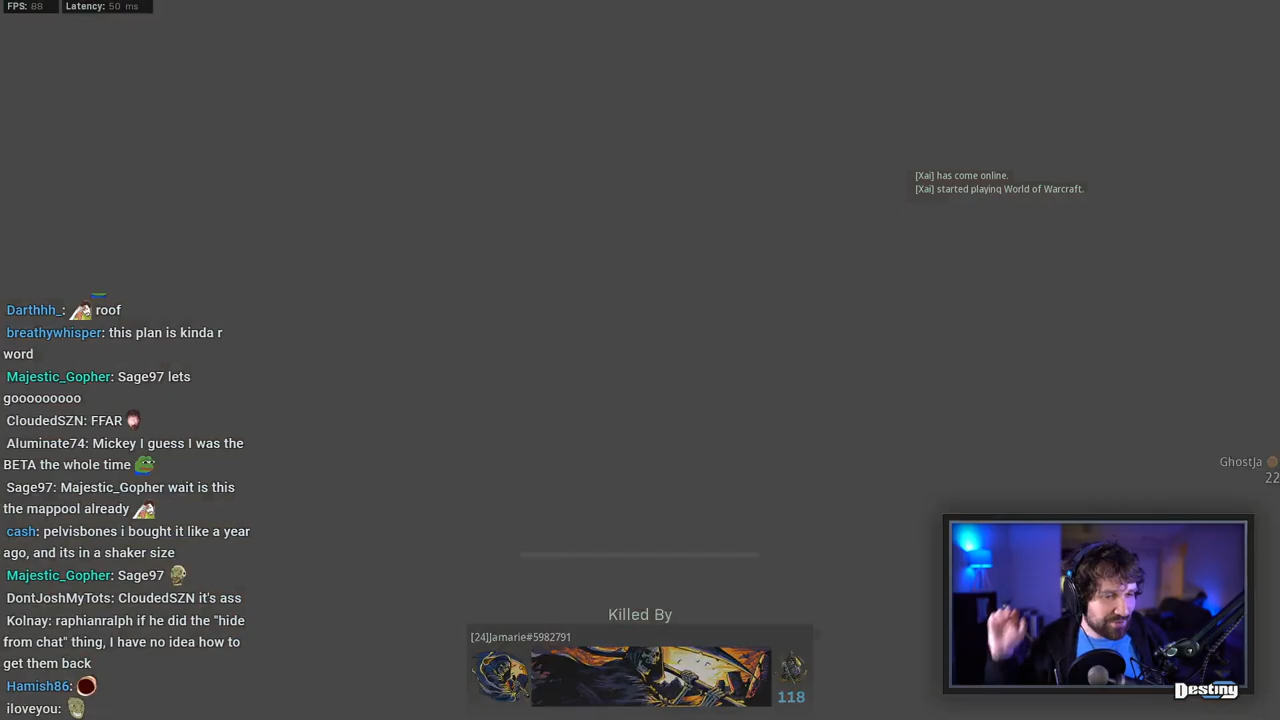 FPS: 88 Latency: 50 ms
[Xai] has come online.
[Xai] started playing World of Warcraft.
Darthhh_: roof
breathywhisper: this plan is kinda r
word
Majestic_Gopher: Sage97 lets
gooooooooo
CloudedSZN: FFAR
Aluminate74: Mickey I guess I was the
BETA the whole time
Sage97: Majestic_Gopher wait is this
the mappool already
cash: pelvisbones i bought it like a year
ago, and its in a shaker size
Majestic_Gopher: Sage97
DontJoshMyTots: CloudedSZN it's ass
Kolnay: raphianralph if he did the "hide
from chat" thing, I have no idea how to
get them back
Hamish86:
iloveyou:
GhostJa
22
Killed By
[24]Jamarie#5982791
118
Destiny